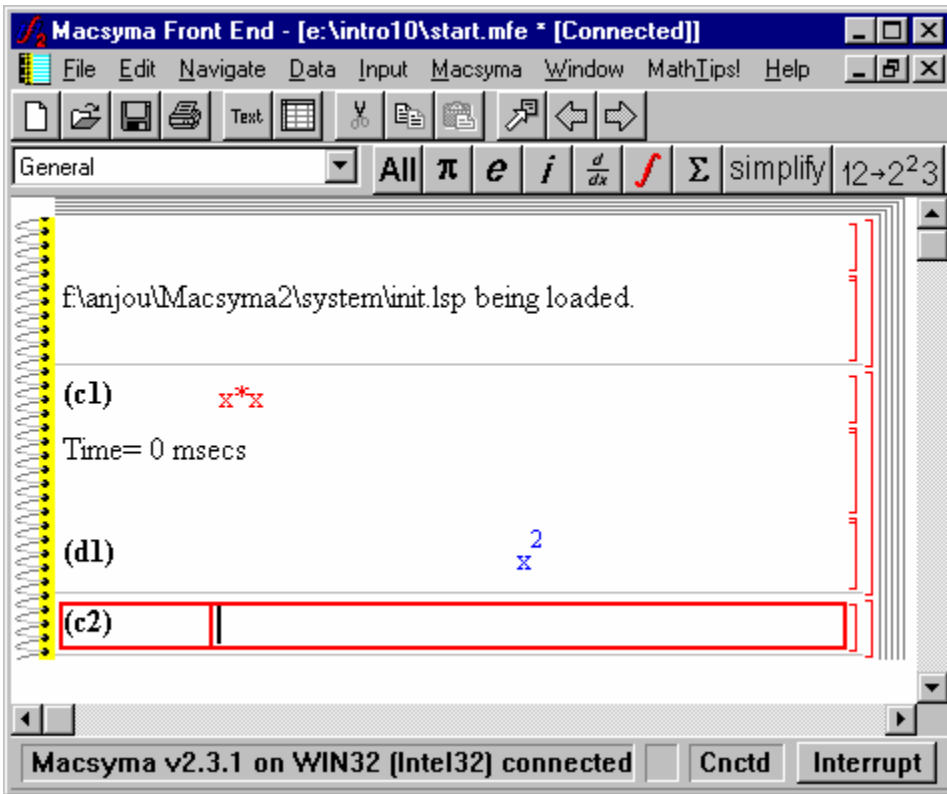 Macsyma Front End - [e:\intro10\start.mfe * [Connected]]
File Edit Navigate Data Input Macsyma Window MathTips! Help
Text
General All π e i d/dx ∫ Σ simplify 12→2²3
f:\anjou\Macsyma2\system\init.lsp being loaded.
(c1) x*x
Time= 0 msecs
(d1) x²
(c2)
Macsyma v2.3.1 on WIN32 (Intel32) connected Cnctd Interrupt